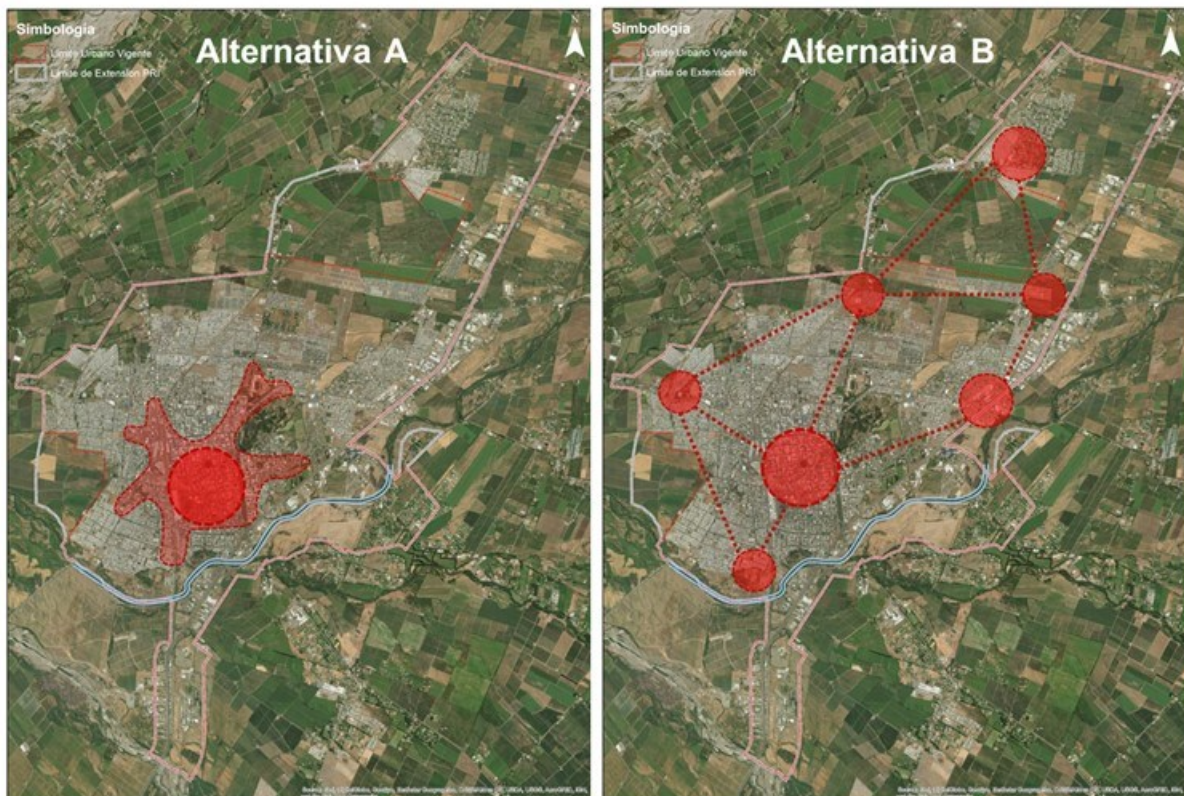 Simbología
Límite Urbano Vigente
Límite de Extensión PRI
Alternativa A
N
Simbología
Límite Urbano Vigente
Límite de Extensión PRI
Alternativa B
N